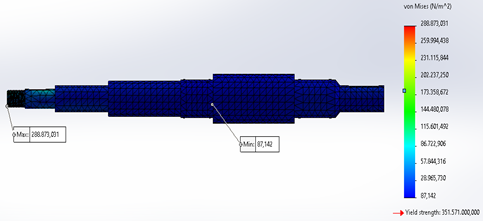 von Mises (N/m^2)
288.873,031
259.994,438
231.115,844
202.237,250
173.358,672
144.480,078
115.601,492
86.722,906
57.844,316
28.965,730
87,142
Yield strength: 351.571.000,000
Max: 288.873,031
Min: 87,142